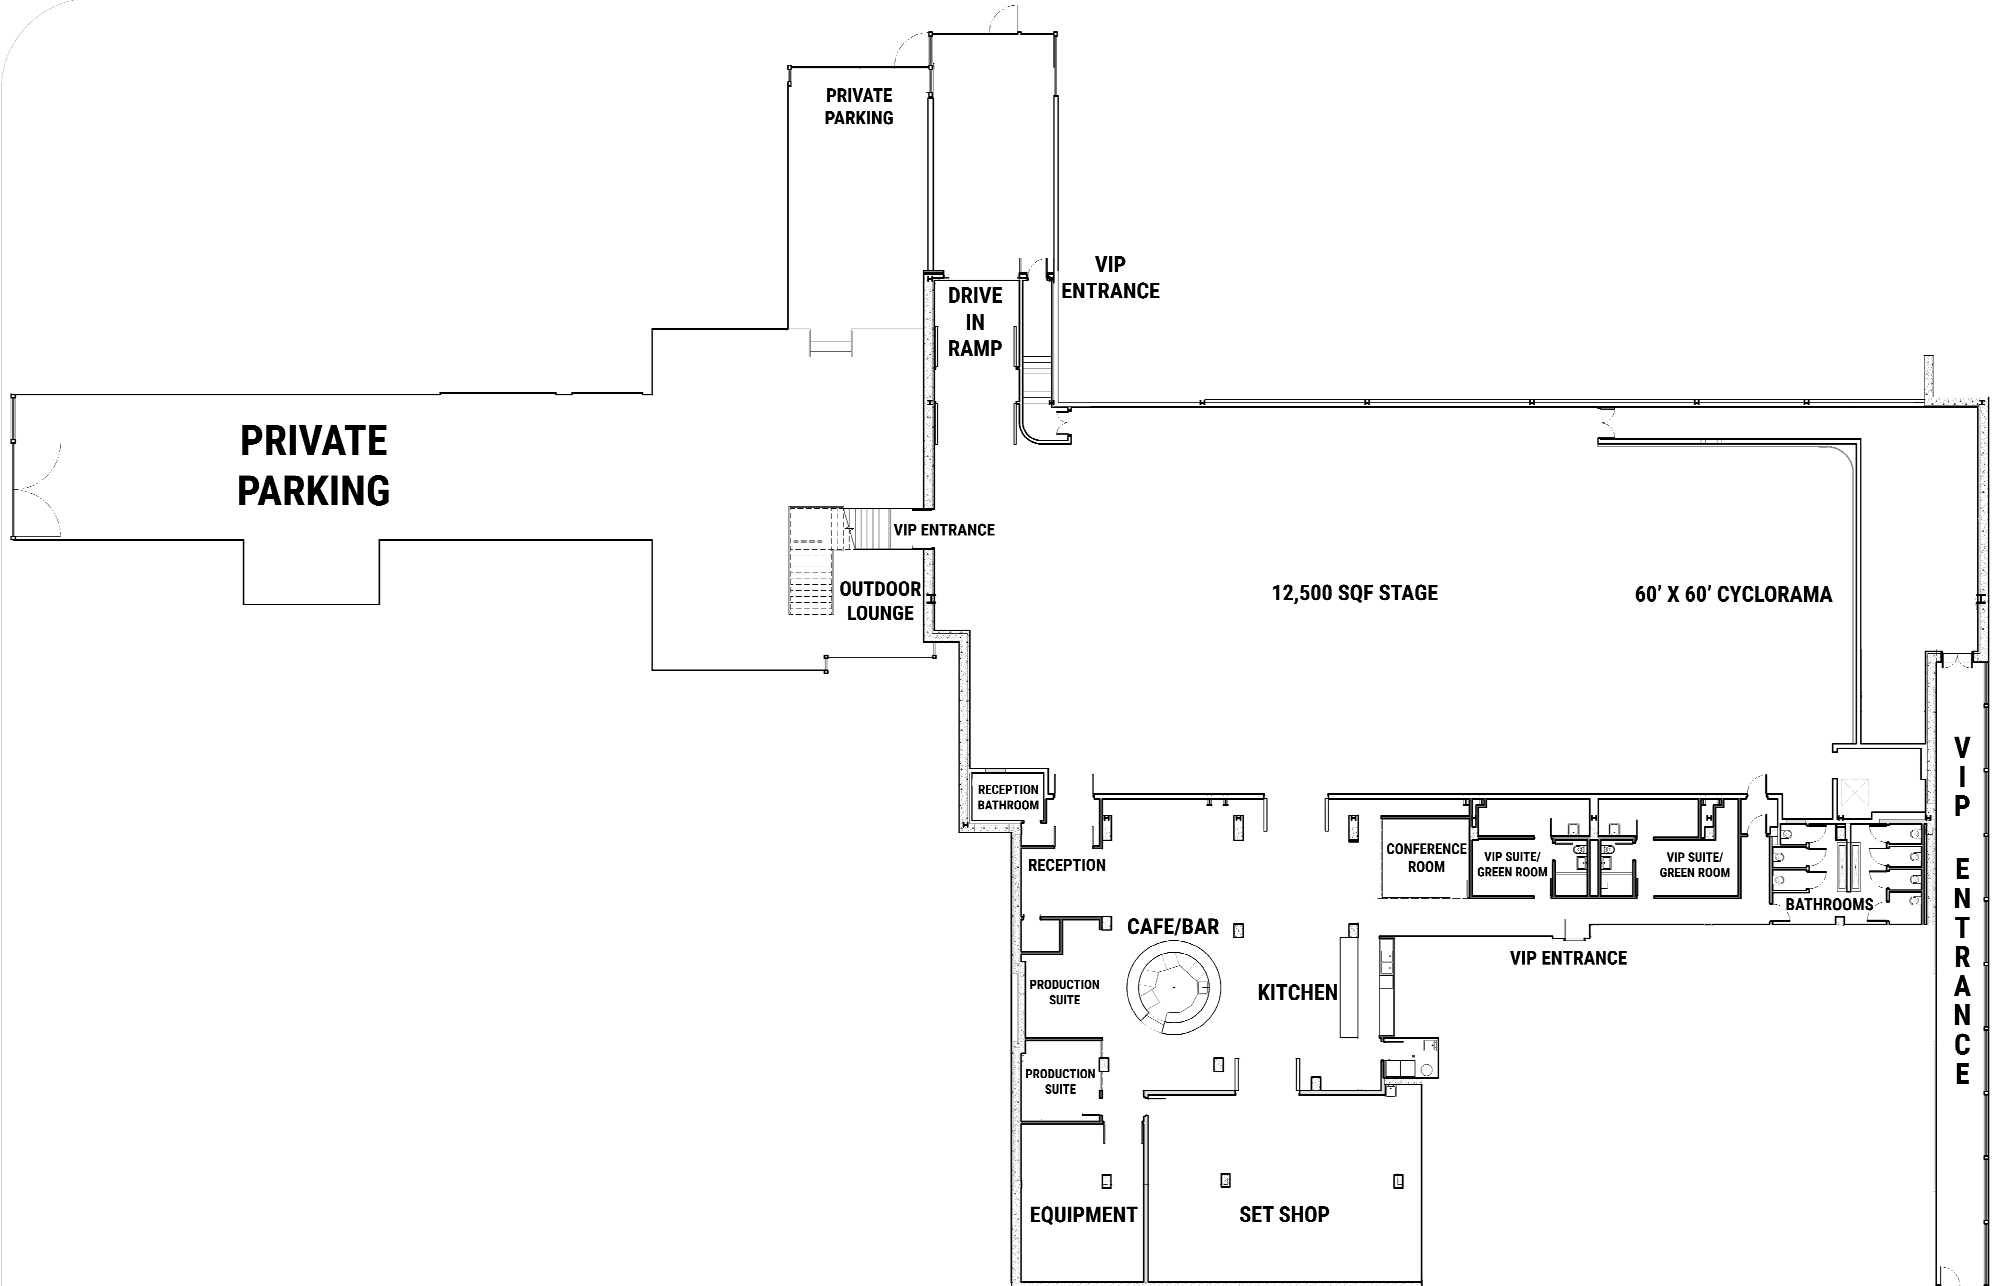 PRIVATE
PARKING
VIP
ENTRANCE
DRIVE
IN
RAMP
PRIVATE
PARKING
VIP ENTRANCE
OUTDOOR
LOUNGE
12,500 SQF STAGE
60’ X 60’ CYCLORAMA
RECEPTION
BATHROOM
RECEPTION
CONFERENCE
ROOM
VIP SUITE/
GREEN ROOM
VIP SUITE/
GREEN ROOM
BATHROOMS
VIP ENTRANCE
CAFE/BAR
VIP ENTRANCE
KITCHEN
PRODUCTION
SUITE
PRODUCTION
SUITE
EQUIPMENT
SET SHOP